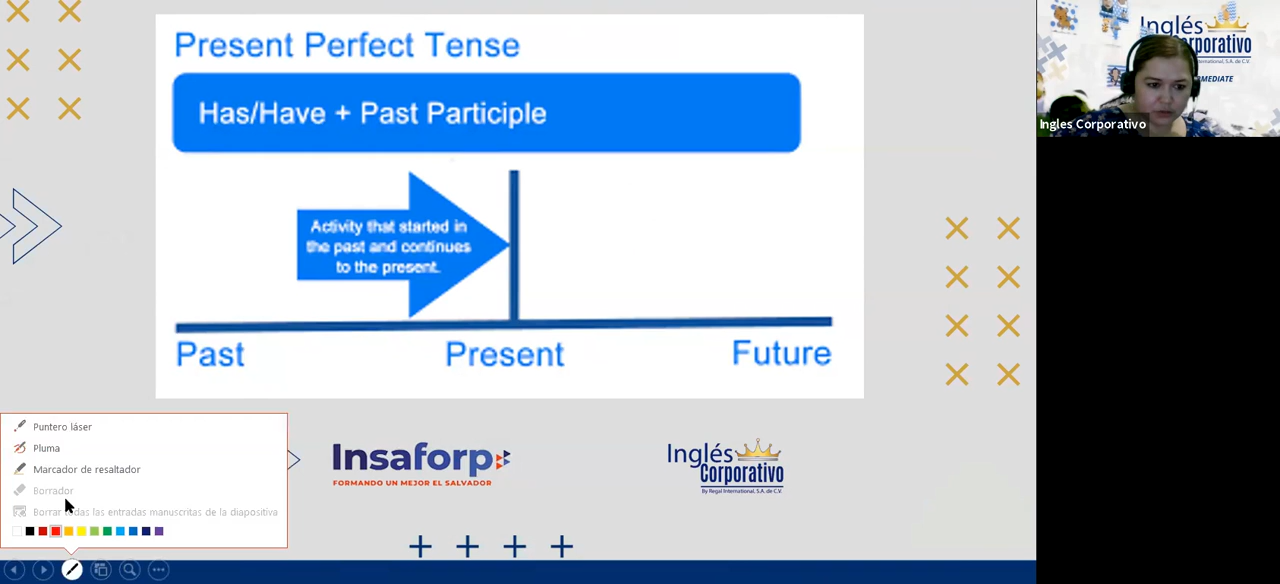 Present Perfect Tense
Has/Have + Past Participle
Activity that started in
the past and continues
to the present.
Past
Present
Future
Puntero láser
Pluma
Marcador de resaltador
Borrador
Borrar todas las entradas manuscritas de la diapositiva
Insaforp
FORMANDO UN MEJOR EL SALVADOR
Inglés
Corporativo
By Regal International, S.A. de C.V.
Inglés
orporativo
International, S.A. de C.V.
RMEDIATE
Ingles Corporativo